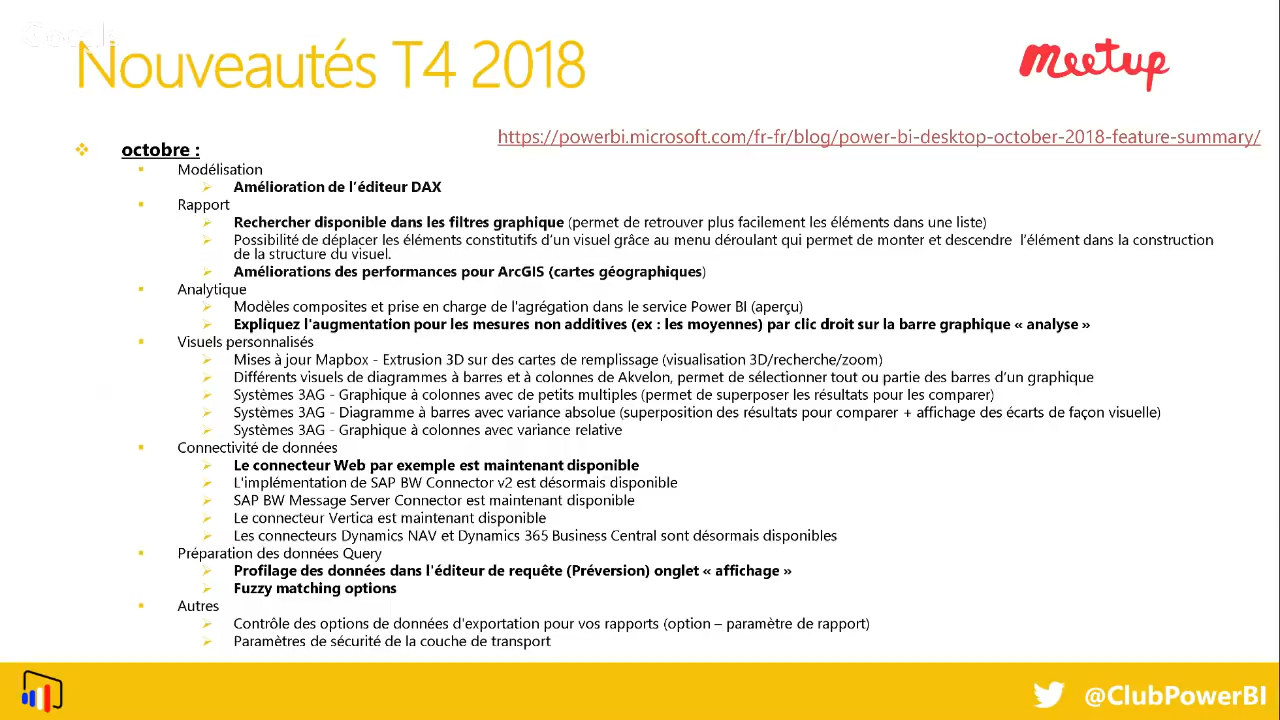 Google
Nouveautés T4 2018
meetup
https://powerbi.microsoft.com/fr-fr/blog/power-bi-desktop-october-2018-feature-summary/
octobre :
Modélisation
Amélioration de l'éditeur DAX
Rapport
Rechercher disponible dans les filtres graphique (permet de retrouver plus facilement les éléments dans une liste)
Possibilité de déplacer les éléments constitutifs d'un visuel grâce au menu déroulant qui permet de monter et descendre l'élément dans la construction
de la structure du visuel.
Améliorations des performances pour ArcGIS (cartes géographiques)
Analytique
Modèles composites et prise en charge de l'agrégation dans le service Power BI (aperçu)
Expliquez l'augmentation pour les mesures non additives (ex : les moyennes) par clic droit sur la barre graphique « analyse »
Visuels personnalisés
Mises à jour Mapbox - Extrusion 3D sur des cartes de remplissage (visualisation 3D/recherche/zoom)
Différents visuels de diagrammes à barres et à colonnes de Akvelon, permet de sélectionner tout ou partie des barres d'un graphique
Systèmes 3AG - Graphique à colonnes avec de petits multiples (permet de superposer les résultats pour les comparer)
Systèmes 3AG - Diagramme à barres avec variance absolue (superposition des résultats pour comparer + affichage des écarts de façon visuelle)
Systèmes 3AG - Graphique à colonnes avec variance relative
Connectivité de données
Le connecteur Web par exemple est maintenant disponible
L'implémentation de SAP BW Connector v2 est désormais disponible
SAP BW Message Server Connector est maintenant disponible
Le connecteur Vertica est maintenant disponible
Les connecteurs Dynamics NAV et Dynamics 365 Business Central sont désormais disponibles
Préparation des données Query
Profilage des données dans l'éditeur de requête (Préversion) onglet « affichage »
Fuzzy matching options
Autres
Contrôle des options de données d'exportation pour vos rapports (option – paramètre de rapport)
Paramètres de sécurité de la couche de transport
@ClubPowerBI